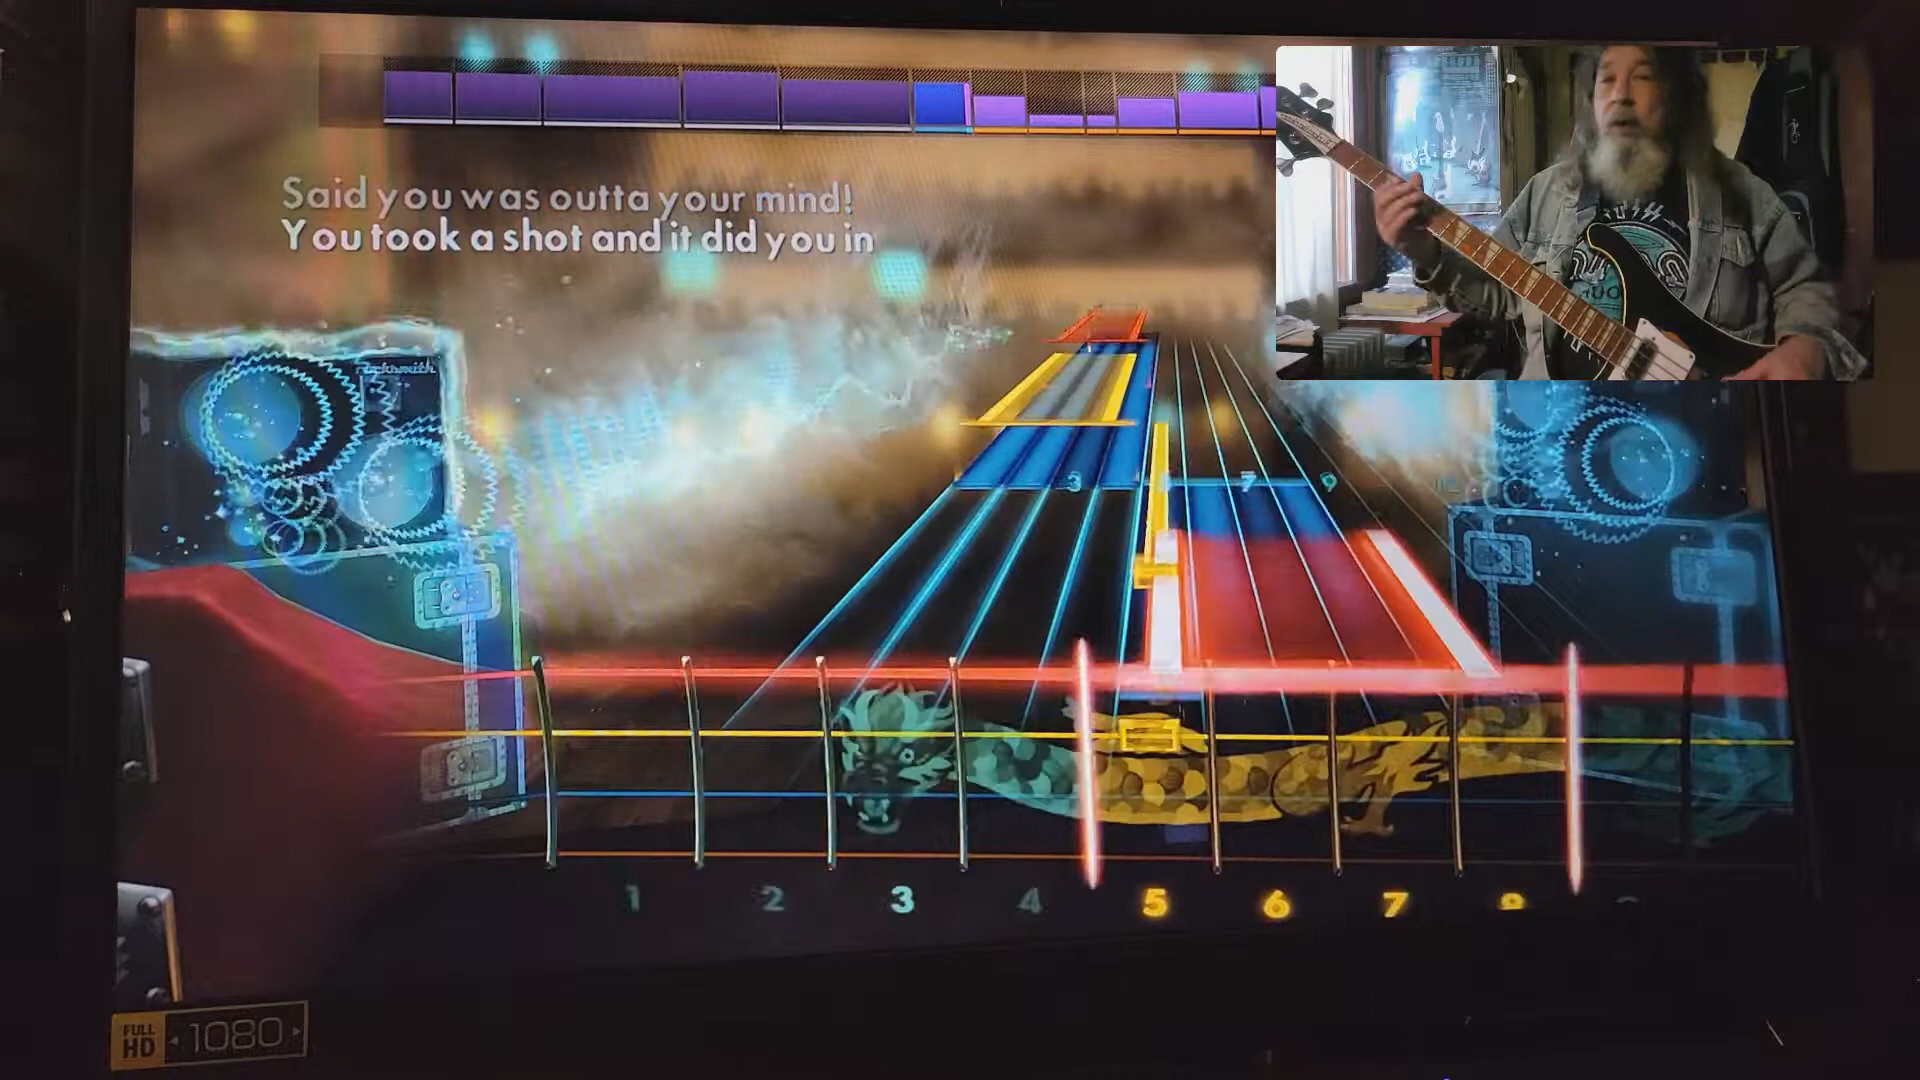 Said you was outta your mind!
You took a shot and it did you in
rocksmith
3 7 9
1 2 3 4 5 6 7
FULL HD 1080